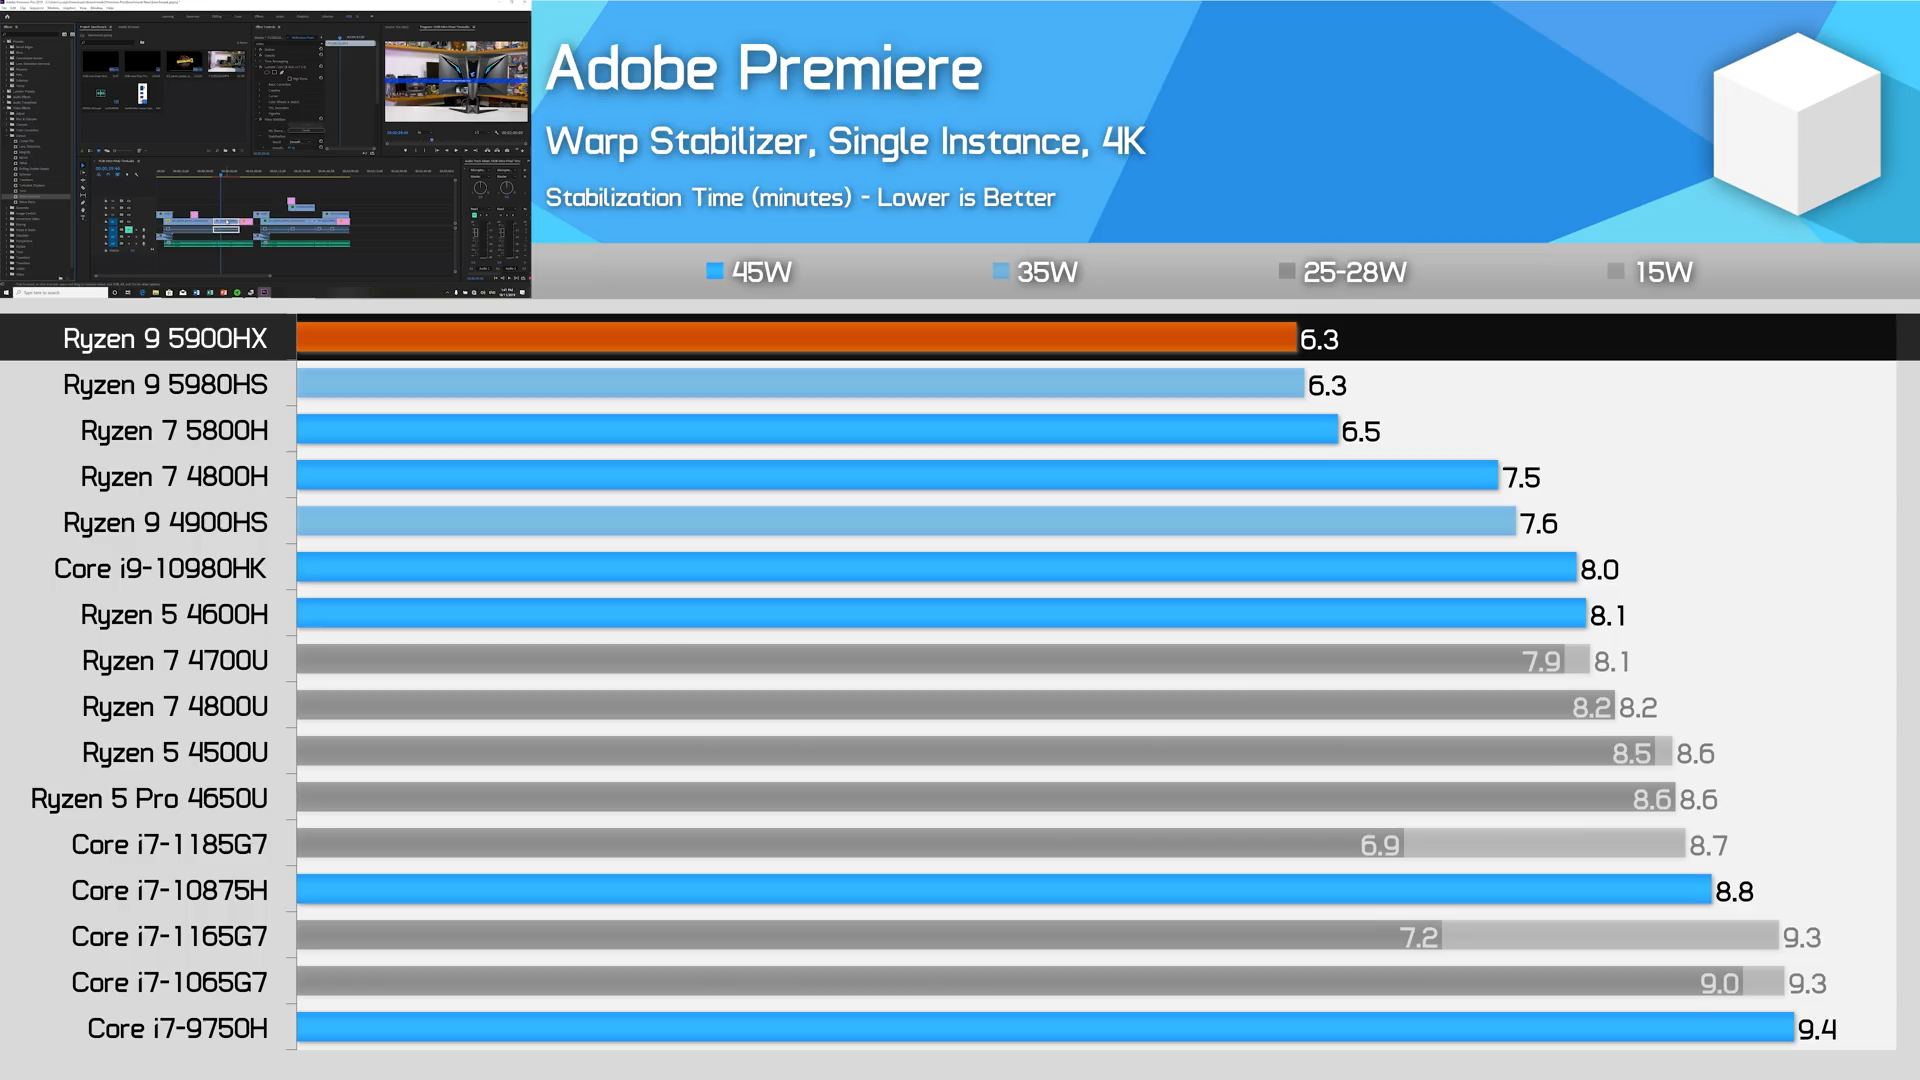 Adobe Premiere
Warp Stabilizer, Single Instance, 4K
Stabilization Time (minutes) - Lower is Better
45W 35W 25-28W 15W
Ryzen 9 5900HX 6.3
Ryzen 9 5980HS 6.3
Ryzen 7 5800H 6.5
Ryzen 7 4800H 7.5
Ryzen 9 4900HS 7.6
Core i9-10980HK 8.0
Ryzen 5 4600H 8.1
Ryzen 7 4700U 7.9 8.1
Ryzen 7 4800U 8.2 8.2
Ryzen 5 4500U 8.5 8.6
Ryzen 5 Pro 4650U 8.6 8.6
Core i7-1185G7 6.9 8.7
Core i7-10875H 8.8
Core i7-1165G7 7.2 9.3
Core i7-1065G7 9.0 9.3
Core i7-9750H 9.4